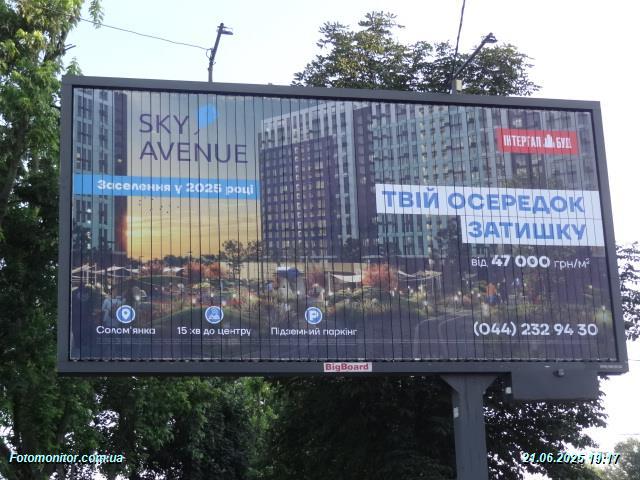 SKY
AVENUE
Заселення у 2025 році
ІНТЕРГАЛ БУД
ТВІЙ ОСЕРЕДОК
ЗАТИШКУ
від 47 000 грн/м²
Солом'янка
15 хв до центру
Підземний паркінг
(044) 232 94 30
BigBoard
Fotomonitor.com.ua
21.06.2025 19:17